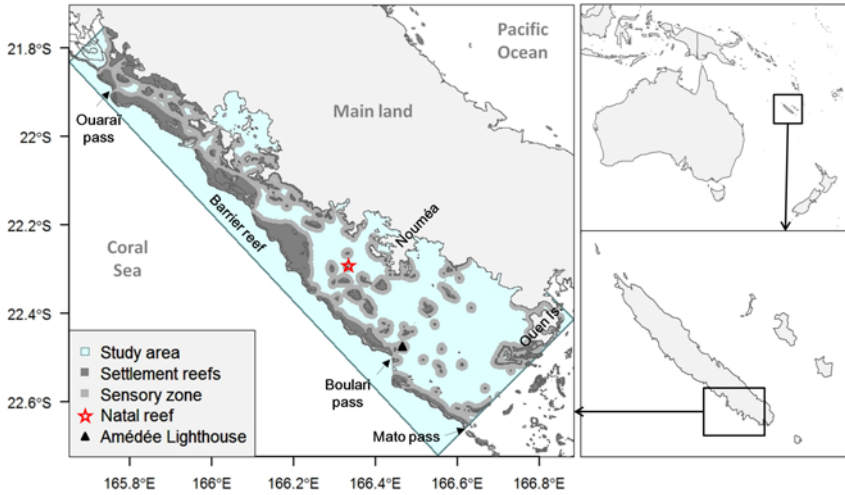 21.8°S
22°S
22.2°S
22.4°S
22.6°S
Pacific
Ocean
Ouaraï
pass
Main land
Barrier reef
Nouméa
Coral
Sea
Ouen Is.
Study area
Settlement reefs
Sensory zone
Natal reef
Amédée Lighthouse
Boulari
pass
Mato pass
165.8°E
166°E
166.2°E
166.4°E
166.6°E
166.8°E